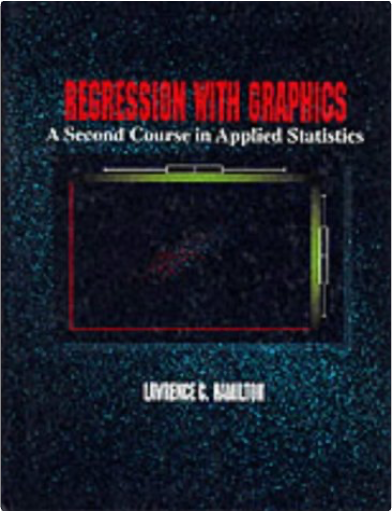 REGRESSION WITH GRAPHICS
A Second Course in Applied Statistics
LAWRENCE C. HAMILTON